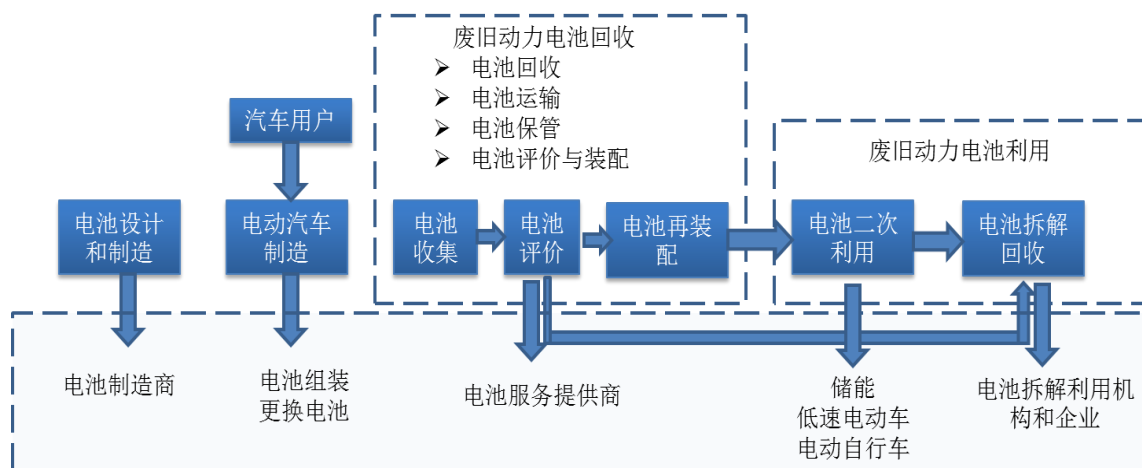 废旧动力电池回收
➤ 电池回收
➤ 电池运输
➤ 电池保管
➤ 电池评价与装配
汽车用户
废旧动力电池利用
电池设计
和制造
电动汽车
制造
电池
收集
电池
评价
电池再装
配
电池二次
利用
电池拆解
回收
电池制造商
电池组装
更换电池
电池服务提供商
储能
低速电动车
电动自行车
电池拆解利用机
构和企业